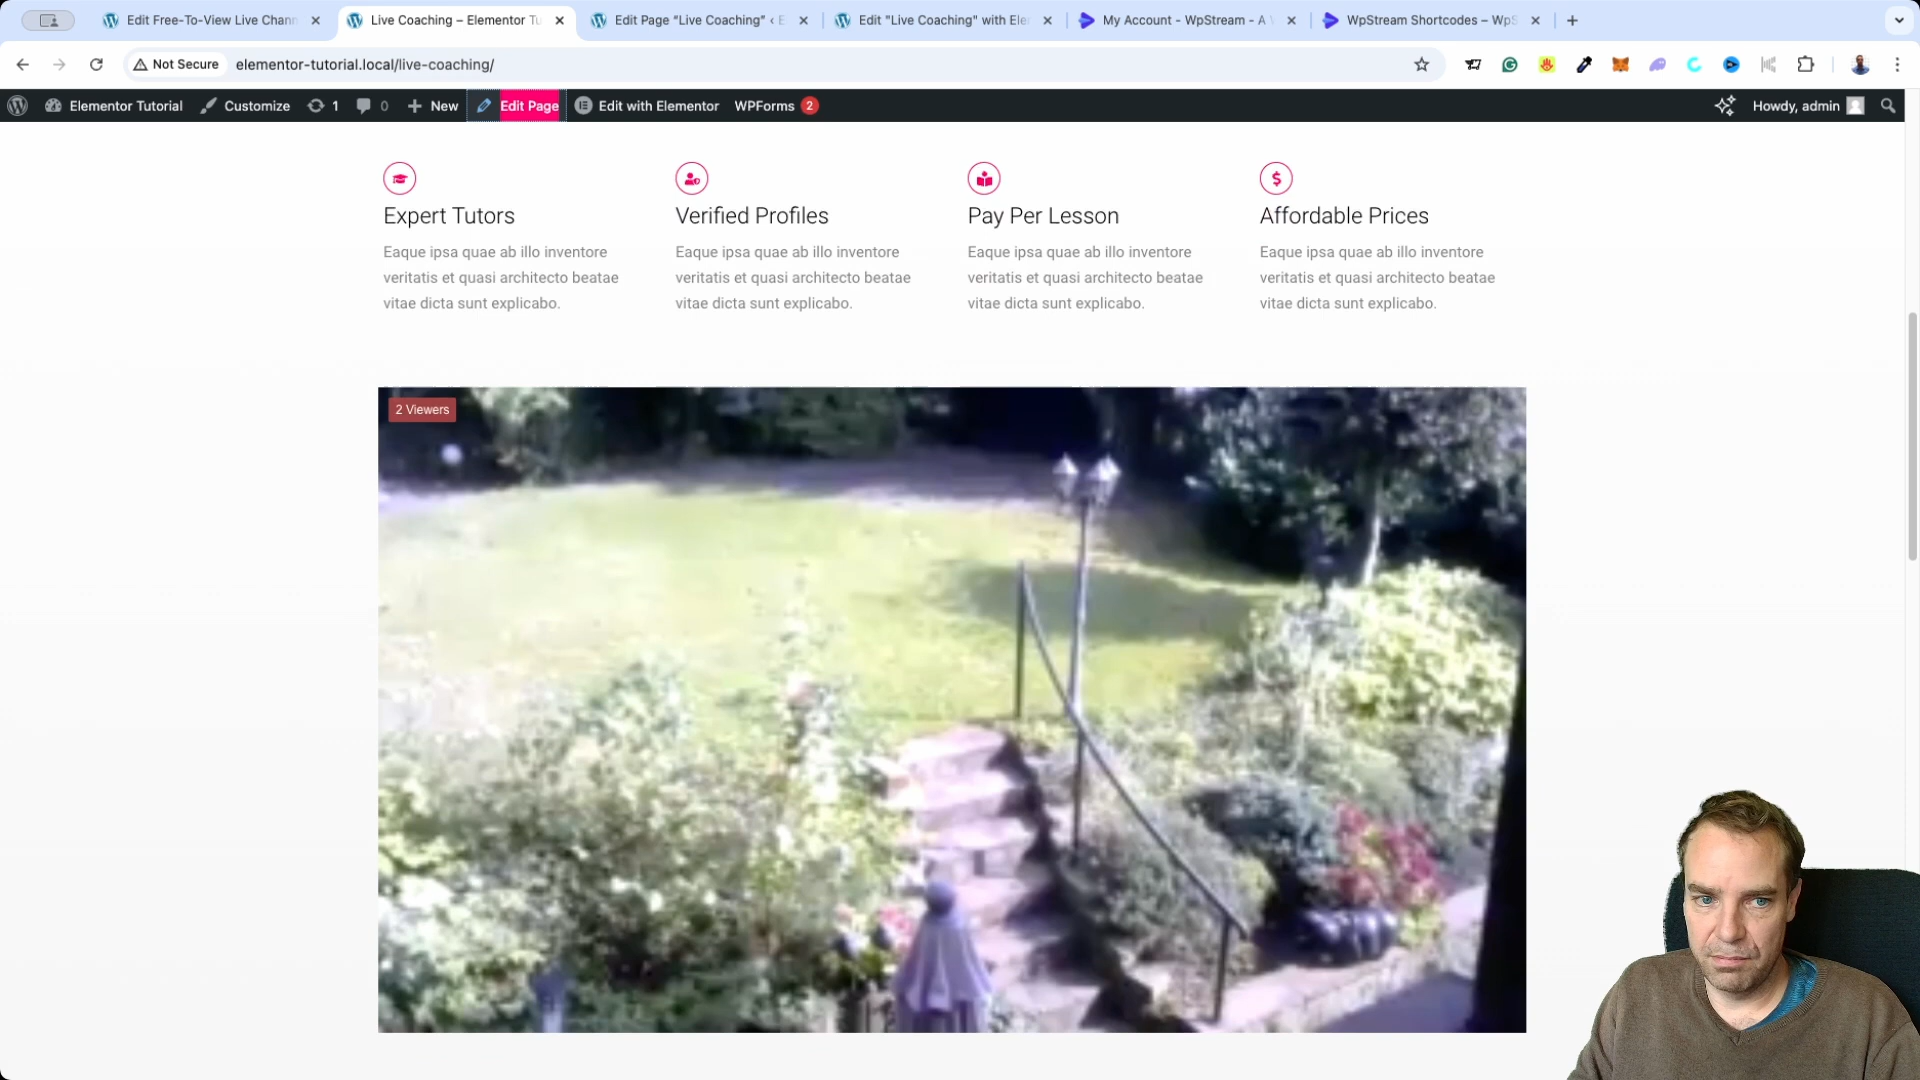 Edit Free-To-View Live Chann
Live Coaching – Elementor Tu
Edit Page “Live Coaching” ‹ E
Edit "Live Coaching" with Ele
My Account - WpStream - A
WpStream Shortcodes – WpS
Not Secure
elementor-tutorial.local/live-coaching/
Elementor Tutorial
Customize
1
0
New
Edit Page
Edit with Elementor
WPForms 2
Howdy, admin
Expert Tutors
Eaque ipsa quae ab illo inventore
veritatis et quasi architecto beatae
vitae dicta sunt explicabo.
Verified Profiles
Eaque ipsa quae ab illo inventore
veritatis et quasi architecto beatae
vitae dicta sunt explicabo.
Pay Per Lesson
Eaque ipsa quae ab illo inventore
veritatis et quasi architecto beatae
vitae dicta sunt explicabo.
Affordable Prices
Eaque ipsa quae ab illo inventore
veritatis et quasi architecto beatae
vitae dicta sunt explicabo.
2 Viewers